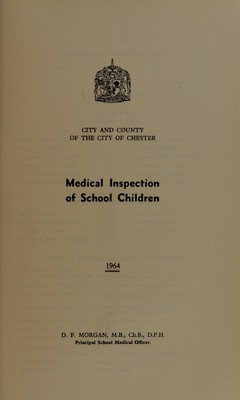 CITY AND COUNTY
OF THE CITY OF CHESTER
Medical Inspection
of School Children
1964
D. F. MORGAN, M.B., Ch.B., D.P.H.
Principal School Medical Officer.